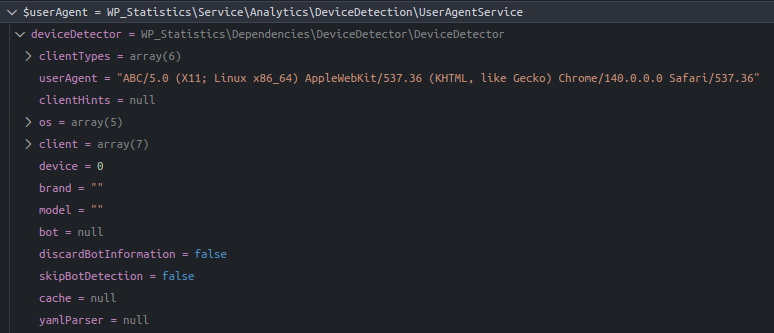 $userAgent = WP_Statistics\Service\Analytics\DeviceDetection\UserAgentService
deviceDetector = WP_Statistics\Dependencies\DeviceDetector\DeviceDetector
clientTypes = array(6)
userAgent = "ABC/5.0 (X11; Linux x86_64) AppleWebKit/537.36 (KHTML, like Gecko) Chrome/140.0.0.0 Safari/537.36"
clientHints = null
os = array(5)
client = array(7)
device = 0
brand = ""
model = ""
bot = null
discardBotInformation = false
skipBotDetection = false
cache = null
yamlParser = null